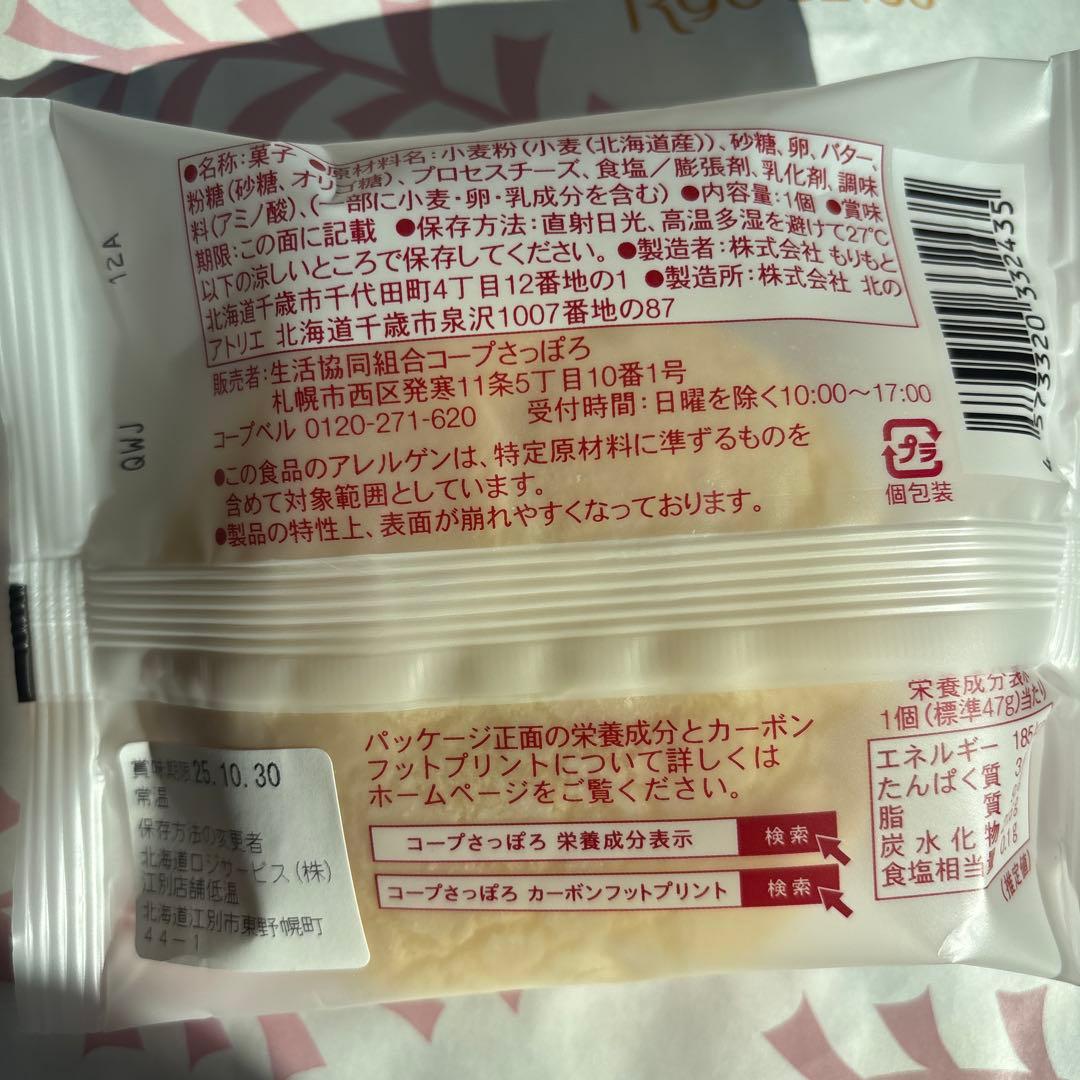 ●名称:菓子 ●原材料名:小麦粉(小麦(北海道産))、砂糖、卵、バター、
粉糖(砂糖、オリゴ糖)、プロセスチーズ、食塩/膨張剤、乳化剤、調味
料(アミノ酸)、(一部に小麦・卵・乳成分を含む) ●内容量:1個 ●賞味
期限:この面に記載 ●保存方法:直射日光、高温多湿を避けて27℃
以下の涼しいところで保存してください。●製造者:株式会社 もりもと
北海道千歳市千代田町4丁目12番地の1 ●製造所:株式会社 北の
アトリエ 北海道千歳市泉沢1007番地の87
販売者:生活協同組合コープさっぽろ
札幌市西区発寒11条5丁目10番1号
コープベル 0120-271-620 受付時間:日曜を除く10:00～17:00
●この食品のアレルゲンは、特定原材料に準ずるものを
含めて対象範囲としています。
●製品の特性上、表面が崩れやすくなっております。
4573320332435
プラ
個包装
12A
QWJ
パッケージ正面の栄養成分とカーボン
フットプリントについて詳しくは
ホームページをご覧ください。
コープさっぽろ 栄養成分表示 検索
コープさっぽろ カーボンフットプリント 検索
栄養成分表示
1個(標準47g)当たり
エネルギー
たんぱく質
脂質
炭水化物
食塩相当量 0.1g
(推定値)
賞味期限 25.10.30
常温
保存方法の変更者
北海道ロジサービス(株)
江別店舗低温
北海道江別市東野幌町
44-1